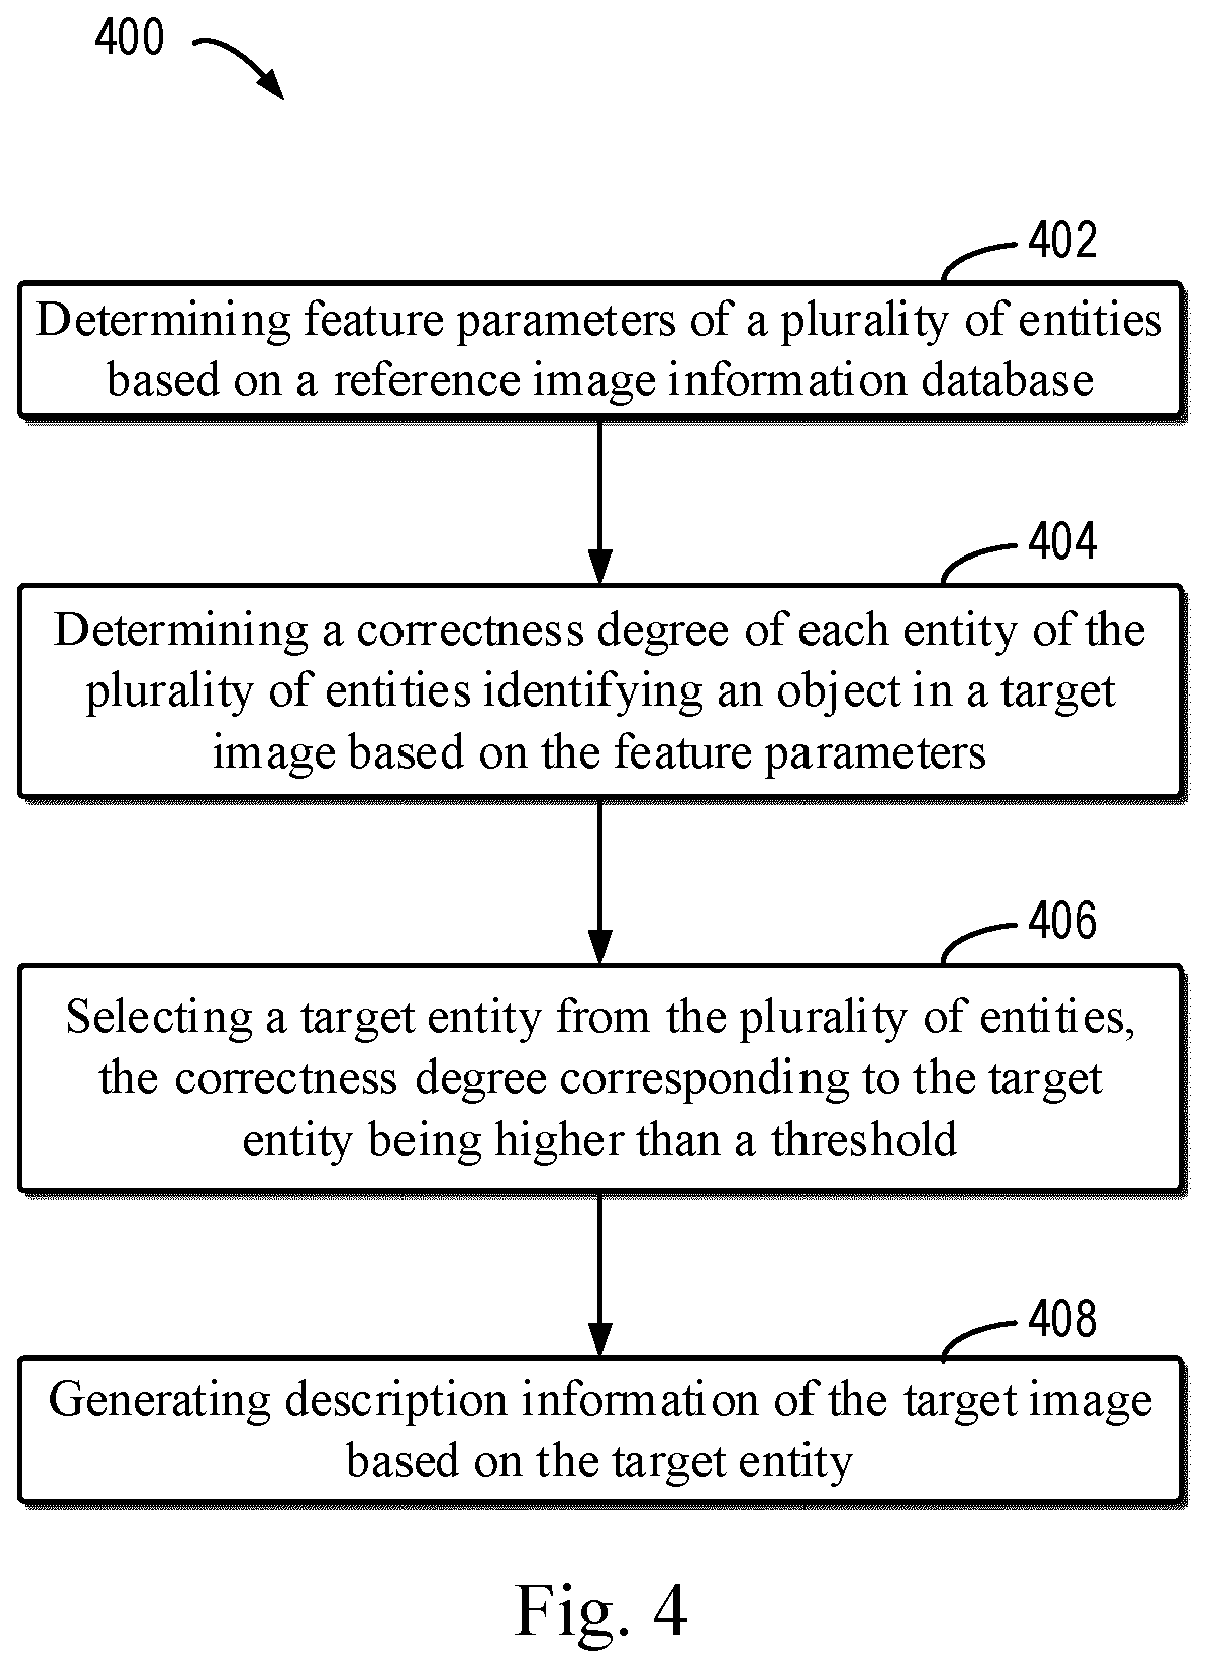 400
402
Determining feature parameters of a plurality of entities
based on a reference image information database
404
Determining a correctness degree of each entity of the
plurality of entities identifying an object in a target
image based on the feature parameters
406
Selecting a target entity from the plurality of entities,
the correctness degree corresponding to the target
entity being higher than a threshold
408
Generating description information of the target image
based on the target entity
Fig. 4